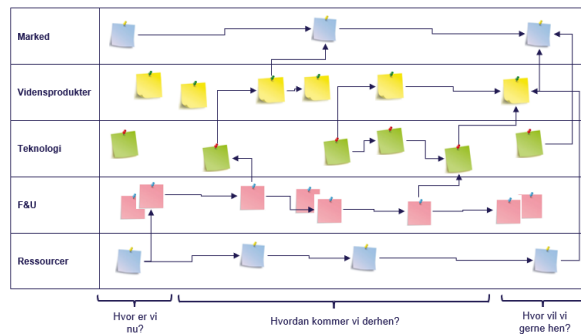 Marked
Vidensprodukter
Teknologi
F&U
Ressourcer
Hvor er vi
nu?
Hvordan kommer vi derhen?
Hvor vil vi
gerne hen?